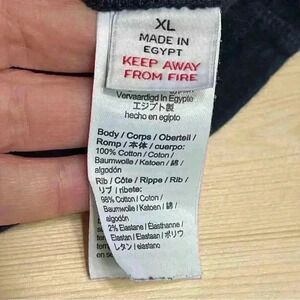 XL
MADE IN
EGYPT
KEEP AWAY
FROM FIRE
Vervaardigd In Egypte
エジプト製
hecho en egipto
Body / Corps / Oberteil /
Romp / 本体 / cuerpo:
100% Cotton / Coton /
Baumwolle / Katoen / 綿 /
algodón
Rib / Côte / Rippe / Rib /
リブ / ribete:
98% Cotton / Coton /
Baumwolle / Katoen / 綿 /
algodón
2% Elastane / Élasthanne /
Elastan / Elastaan / ポリウ
レタン / elastano